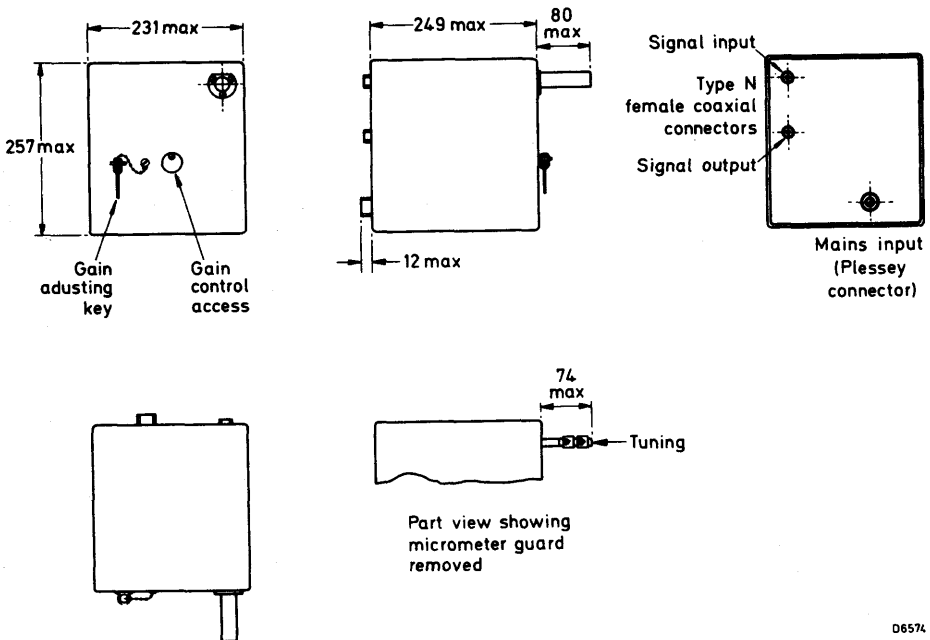 231 max
257 max
Gain
adusting
key
Gain
control
access
249 max
80
max
12 max
Signal input
Type N
female coaxial
connectors
Signal output
Mains input
(Plessey
connector)
74
max
Tuning
Part view showing
micrometer guard
removed
D6574